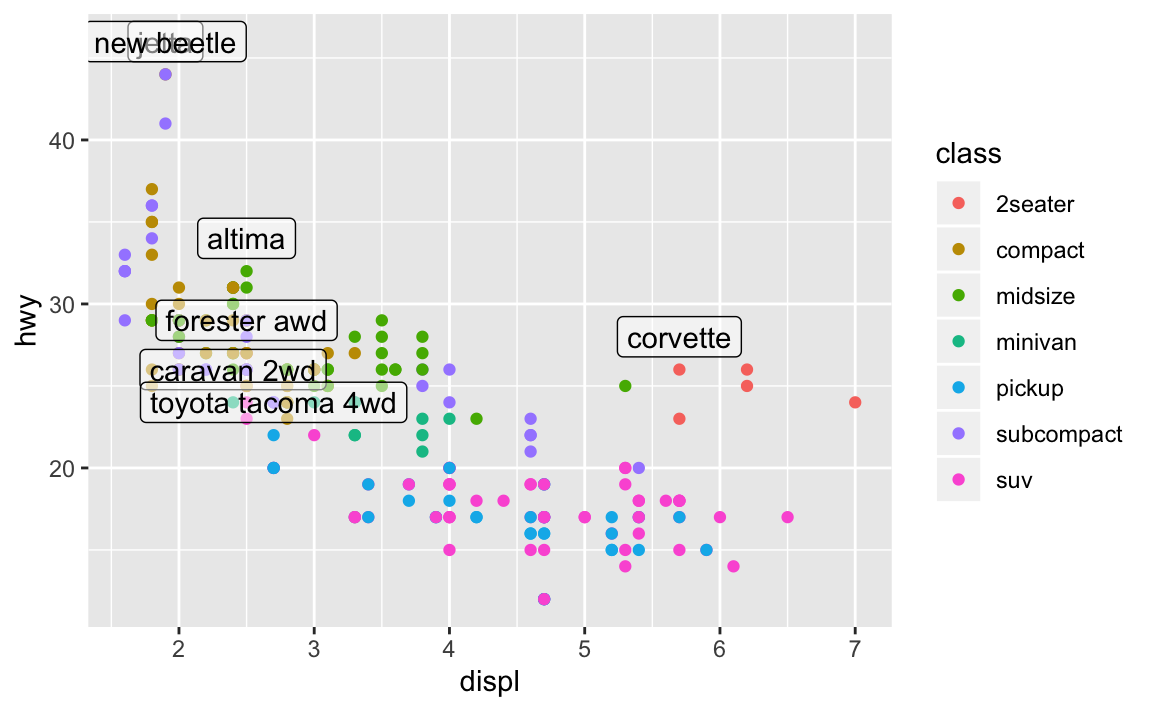 new beetle
jetta
altima
forester awd
caravan 2wd
toyota tacoma 4wd
corvette
40
30
20
hwy
2
3
4
5
6
7
displ
class
2seater
compact
midsize
minivan
pickup
subcompact
suv